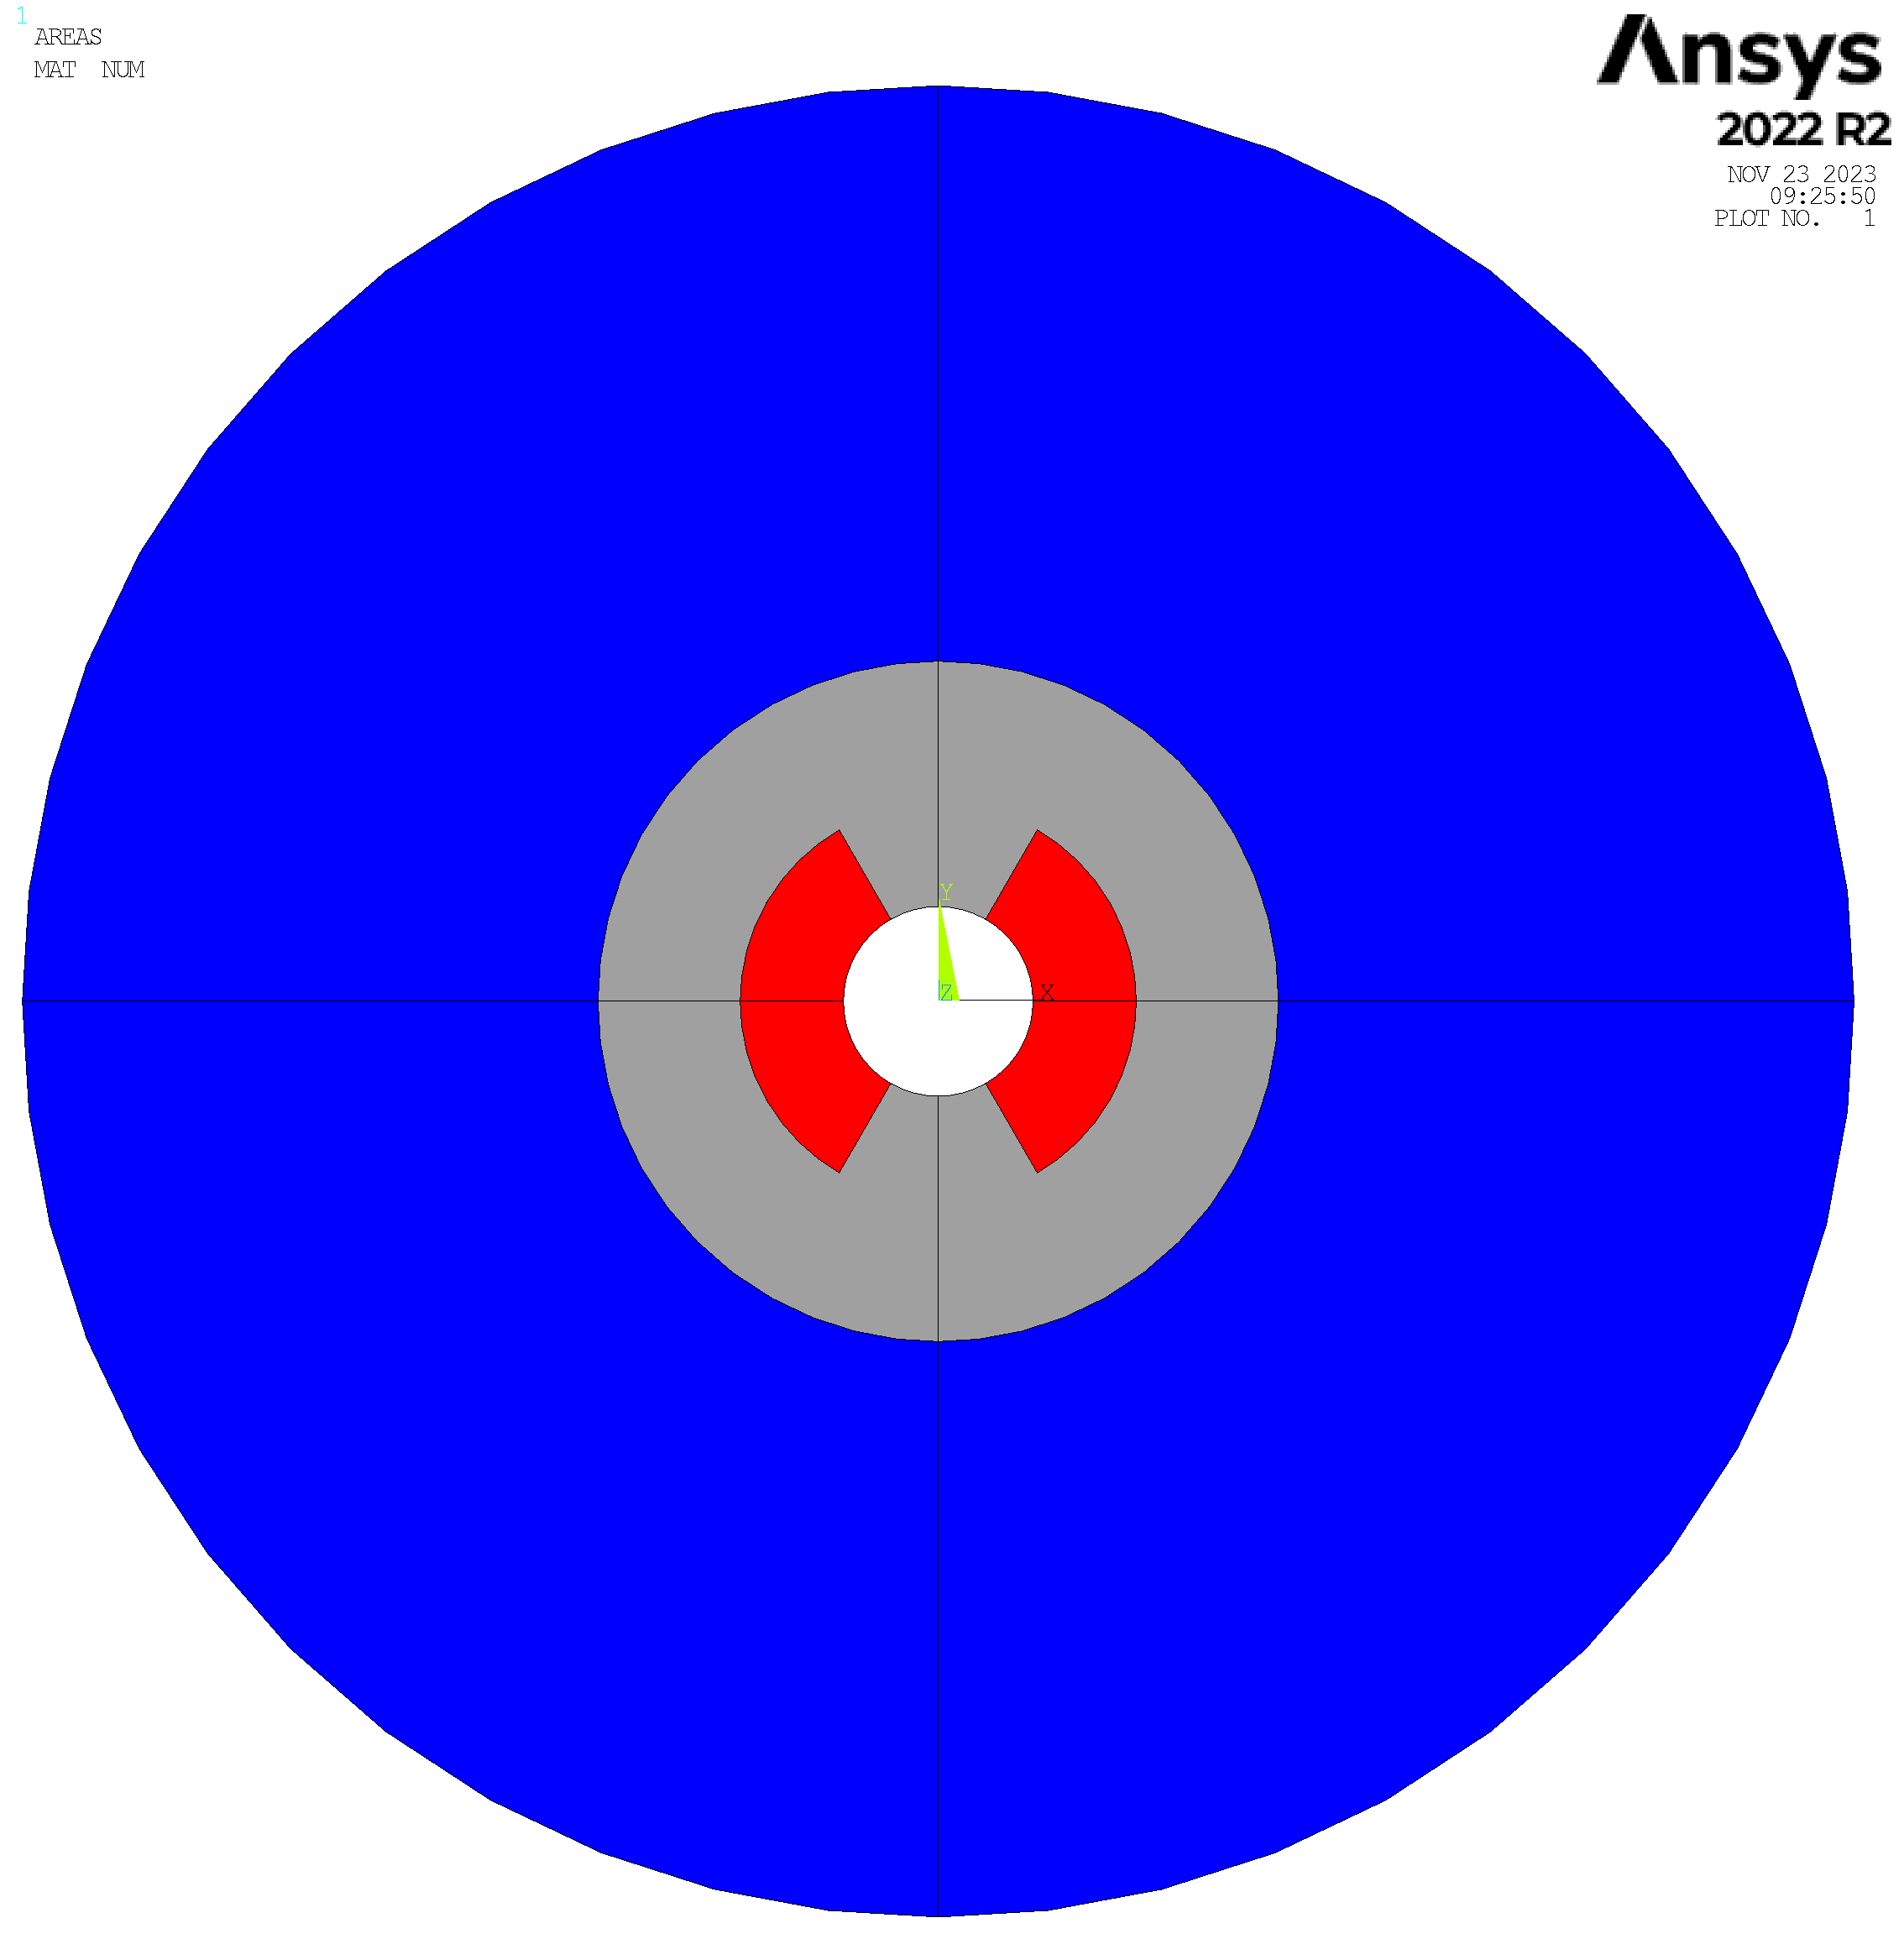 1
AREAS
MAT NUM
Ansys
2022 R2
NOV 23 2023
09:25:50
PLOT NO. 1
Y
Z
X